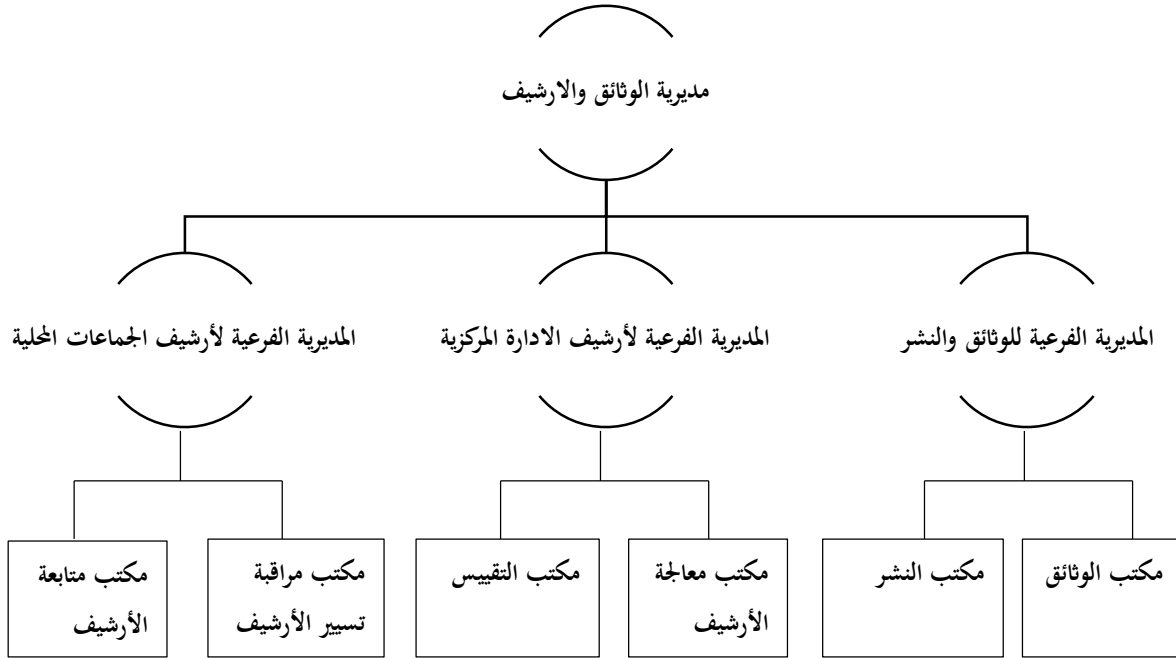 مديرية الوثائق والارشيف
المديرية الفرعية للوثائق والنشر
المديرية الفرعية لأرشيف الادارة المركزية
المديرية الفرعية لأرشيف الجماعات المحلية
مكتب الوثائق
مكتب النشر
مكتب معالجة
الأرشيف
مكتب التقييس
مكتب مراقبة
تسيير الأرشيف
مكتب متابعة
الأرشيف